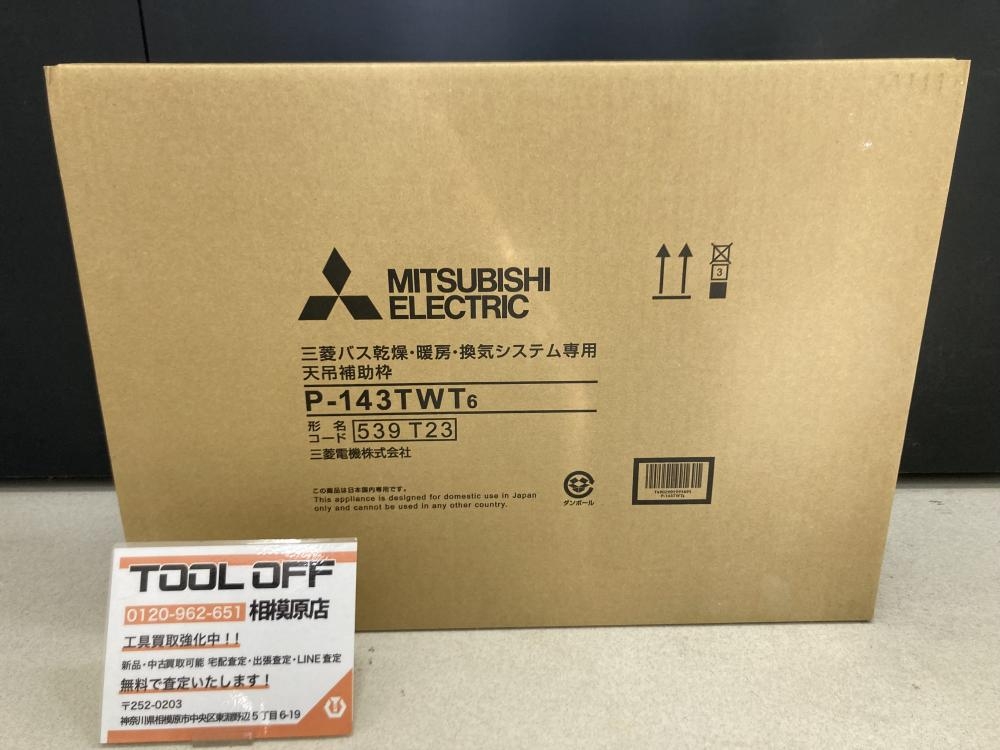 MITSUBISHI
ELECTRIC
3
三菱バス乾燥・暖房・換気システム専用
天吊補助枠
P-143TWT6
形名
コード 539 T23
三菱電機株式会社
この商品は日本国内専用です。
This appliance is designed for domestic use in Japan
only and cannot be used in any other country.
ダンボール
P-143TWT6
TOOL OFF
0120-962-651 相模原店
工具買取強化中!!
新品・中古買取可能 宅配査定・出張査定・LINE査定
無料で査定いたします!
〒252-0203
神奈川県相模原市中央区東淵野辺5丁目6-19